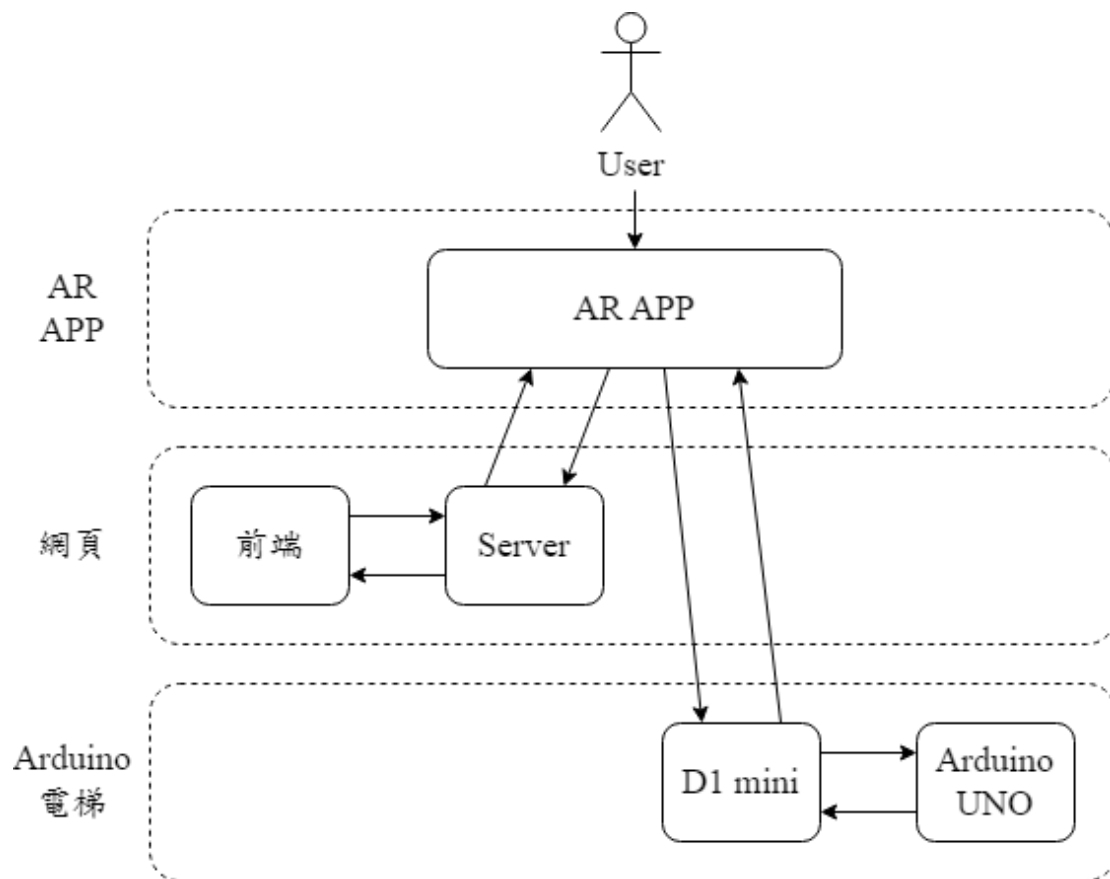 User
AR
APP
AR APP
網頁
前端
Server
Arduino
電梯
D1 mini
Arduino
UNO